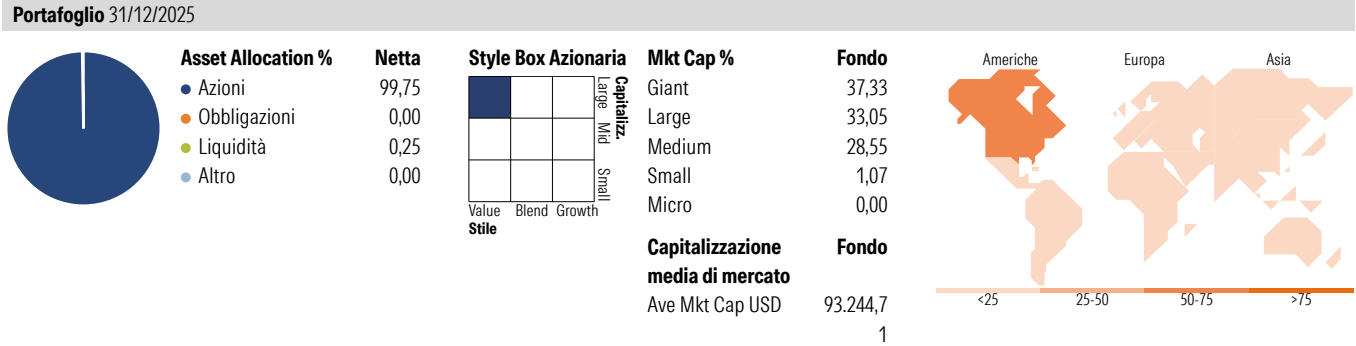 Portafoglio 31/12/2025
Asset Allocation % Netta
Azioni 99,75
Obbligazioni 0,00
Liquidità 0,25
Altro 0,00
Style Box Azionaria
Capitalizz.
Large Mid Small
Value Blend Growth
Stile
Mkt Cap % Fondo
Giant 37,33
Large 33,05
Medium 28,55
Small 1,07
Micro 0,00
Capitalizzazione Fondo
media di mercato
Ave Mkt Cap USD 93.244,7
1
Americhe Europa Asia
<25 25-50 50-75 >75